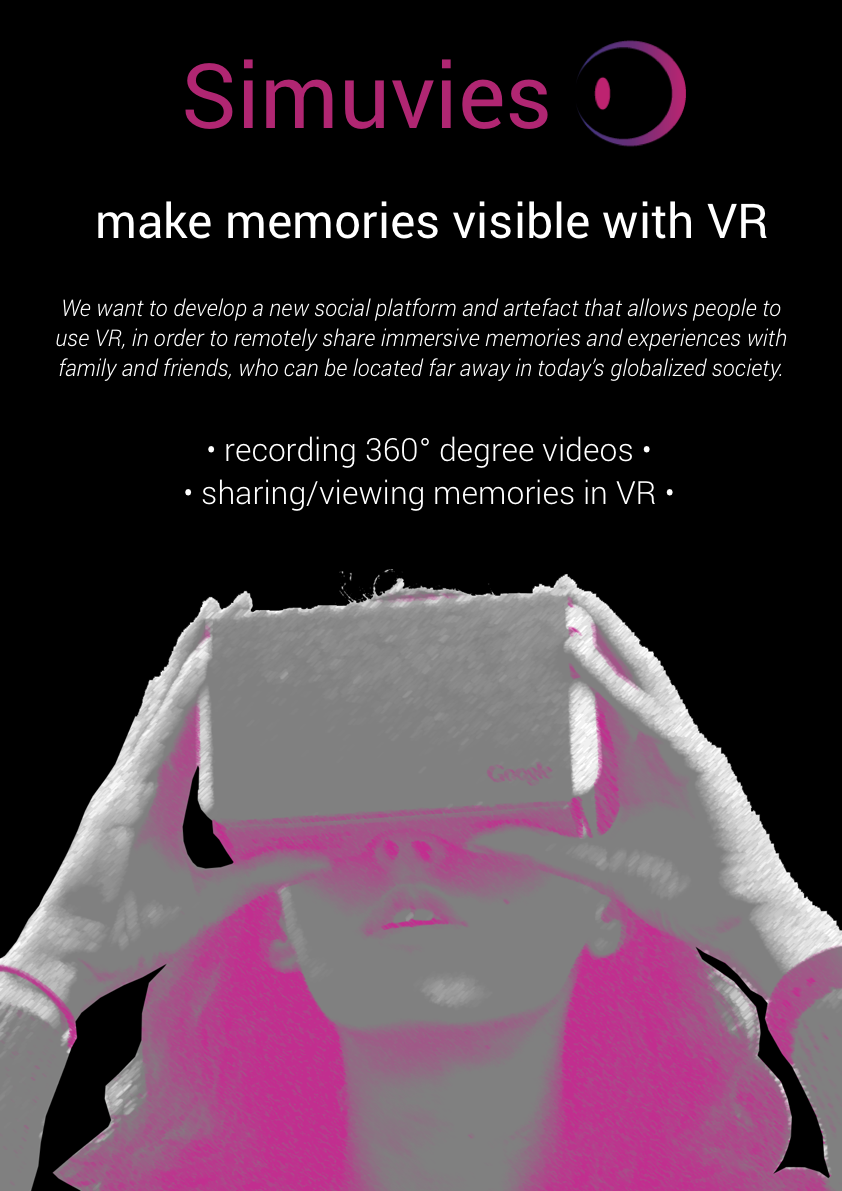 Simuvies
make memories visible with VR
We want to develop a new social platform and artefact that allows people to
use VR, in order to remotely share immersive memories and experiences with
family and friends, who can be located far away in today's globalized society.
• recording 360° degree videos •
• sharing/viewing memories in VR •
Google